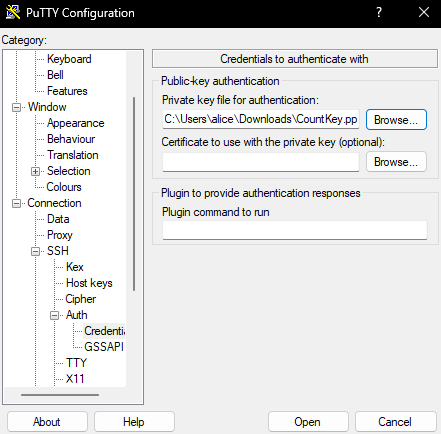 PuTTY Configuration
?
Category:
Keyboard
Bell
Features
Window
Appearance
Behaviour
Translation
Selection
Colours
Connection
Data
Proxy
SSH
Kex
Host keys
Cipher
Auth
Credentia
GSSAPI
TTY
X11
Credentials to authenticate with
Public-key authentication
Private key file for authentication:
C:\Users\alice\Downloads\CountKey.pp
Browse...
Certificate to use with the private key (optional):
Browse...
Plugin to provide authentication responses
Plugin command to run
About
Help
Open
Cancel